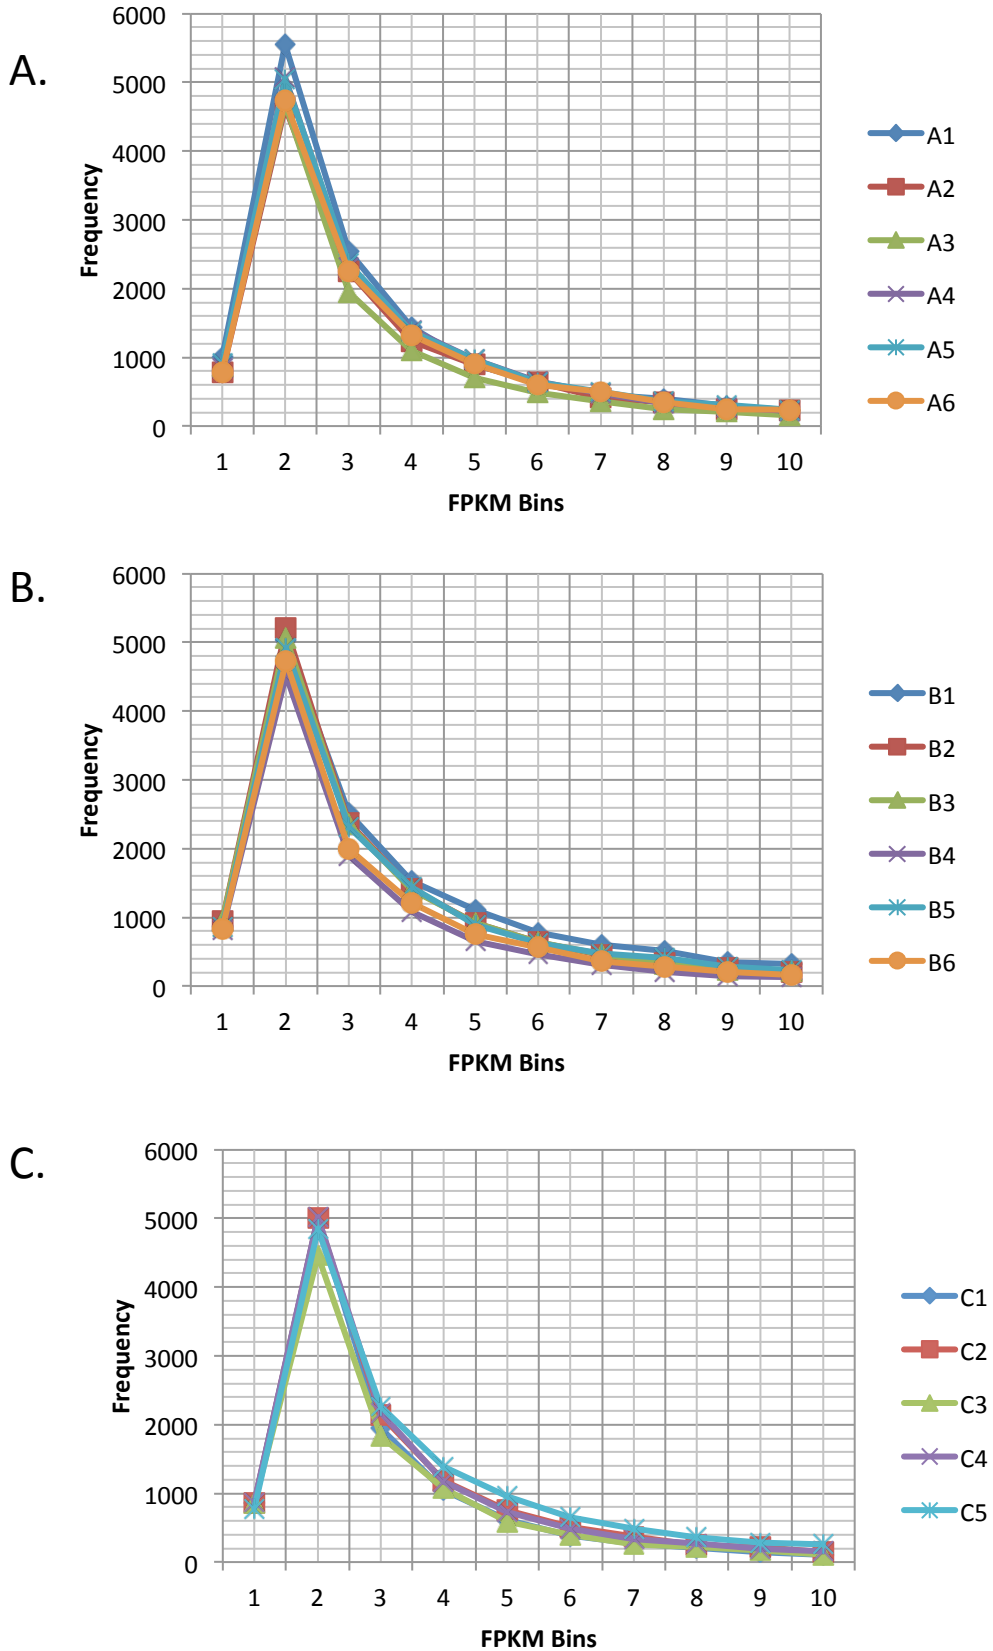 A.
6000
5000
4000
3000
2000
1000
0
Frequency
1 2 3 4 5 6 7 8 9 10
FPKM Bins
A1
A2
A3
A4
A5
A6
B.
6000
5000
4000
3000
2000
1000
0
Frequency
1 2 3 4 5 6 7 8 9 10
FPKM Bins
B1
B2
B3
B4
B5
B6
C.
6000
5000
4000
3000
2000
1000
0
Frequency
1 2 3 4 5 6 7 8 9 10
FPKM Bins
C1
C2
C3
C4
C5